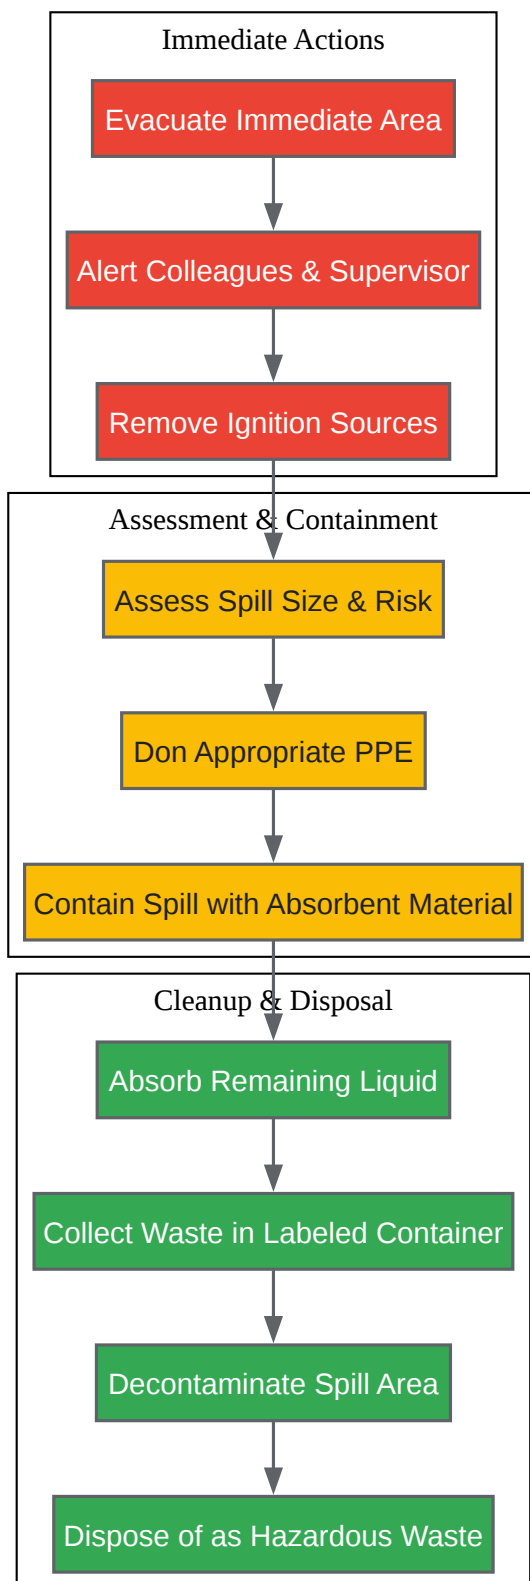 Immediate Actions
Evacuate Immediate Area
Alert Colleagues & Supervisor
Remove Ignition Sources
Assessment & Containment
Assess Spill Size & Risk
Don Appropriate PPE
Contain Spill with Absorbent Material
Cleanup & Disposal
Absorb Remaining Liquid
Collect Waste in Labeled Container
Decontaminate Spill Area
Dispose of as Hazardous Waste